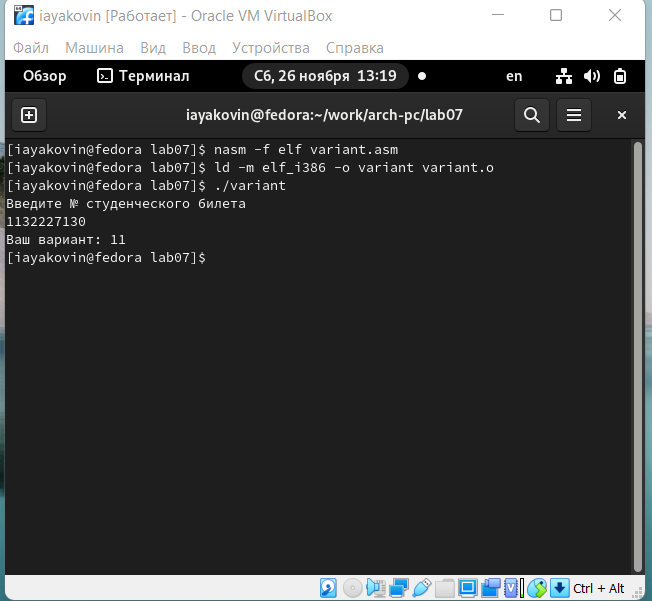 iayakovin [Работает] - Oracle VM VirtualBox
Файл Машина Вид Ввод Устройства Справка
Обзор Терминал Сб, 26 ноября 13:19 en
iayakovin@fedora:~/work/arch-pc/lab07
[iayakovin@fedora lab07]$ nasm -f elf variant.asm
[iayakovin@fedora lab07]$ ld -m elf_i386 -o variant variant.o
[iayakovin@fedora lab07]$ ./variant
Введите № студенческого билета
1132227130
Ваш вариант: 11
[iayakovin@fedora lab07]$
Ctrl + Alt